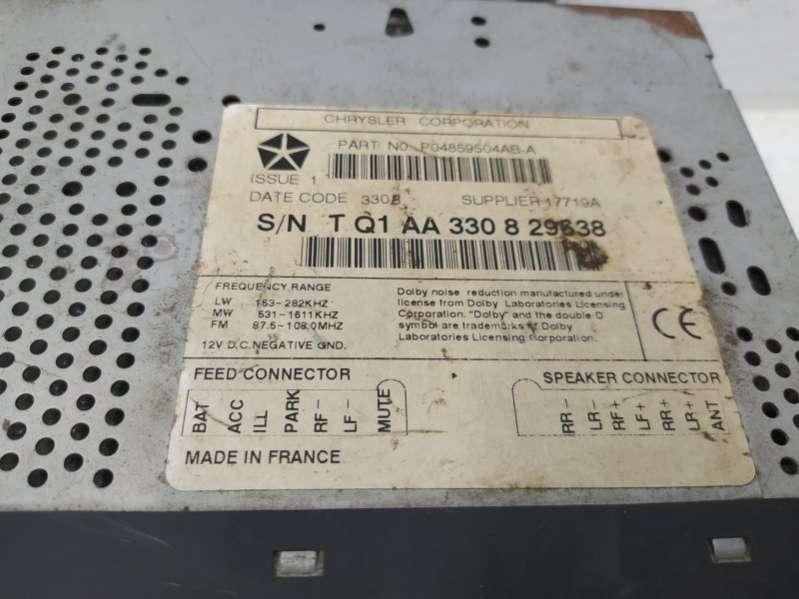 CHRYSLER CORPORATION
PART NO. P04859504AB-A
ISSUE 1
DATE CODE 3308 SUPPLIER 17719A
S/N T Q1 AA 330 8 29638
FREQUENCY RANGE
LW 153-282KHZ
MW 531-1611KHZ
FM 87.5-108.0MHZ
12V D.C. NEGATIVE GND.
Dolby noise reduction manufactured under
license from Dolby Laboratories Licensing
Corporation. "Dolby" and the double D
symbol are trademarks of Dolby
Laboratories Licensing Corporation.
CE
FEED CONNECTOR
BAT
ACC
ILL
PARK
RF-
LF-
MUTE
SPEAKER CONNECTOR
RR-
LR-
RF+
LF+
RR+
LR+
ANT
MADE IN FRANCE